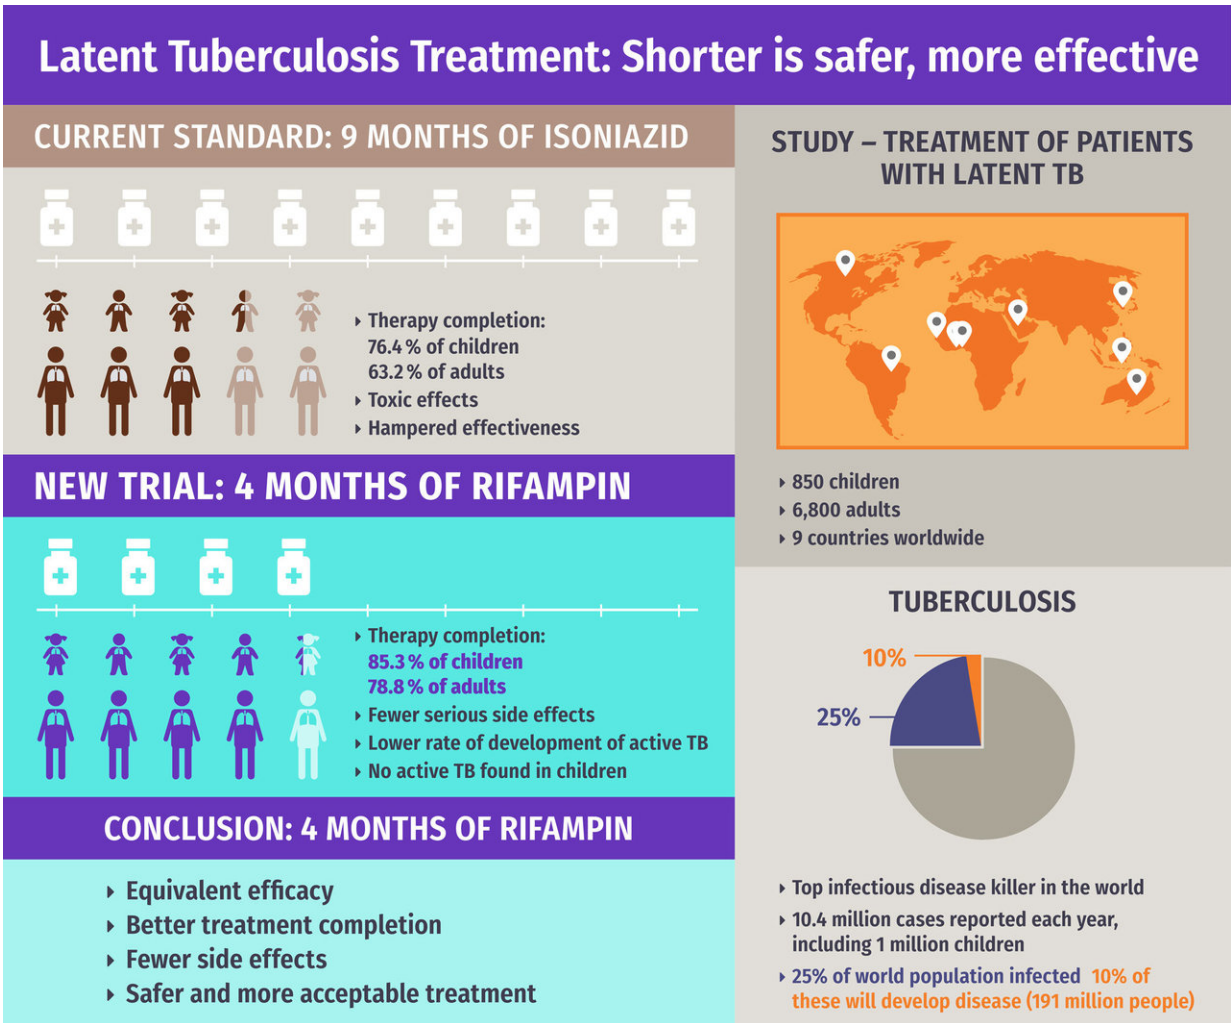 Latent Tuberculosis Treatment: Shorter is safer, more effective
CURRENT STANDARD: 9 MONTHS OF ISONIAZID
▸ Therapy completion:
76.4 % of children
63.2 % of adults
▸ Toxic effects
▸ Hampered effectiveness
NEW TRIAL: 4 MONTHS OF RIFAMPIN
▸ Therapy completion:
85.3 % of children
78.8 % of adults
▸ Fewer serious side effects
▸ Lower rate of development of active TB
▸ No active TB found in children
CONCLUSION: 4 MONTHS OF RIFAMPIN
▸ Equivalent efficacy
▸ Better treatment completion
▸ Fewer side effects
▸ Safer and more acceptable treatment
STUDY – TREATMENT OF PATIENTS
WITH LATENT TB
▸ 850 children
▸ 6,800 adults
▸ 9 countries worldwide
TUBERCULOSIS
10%
25%
▸ Top infectious disease killer in the world
▸ 10.4 million cases reported each year,
including 1 million children
▸ 25% of world population infected 10% of
these will develop disease (191 million people)